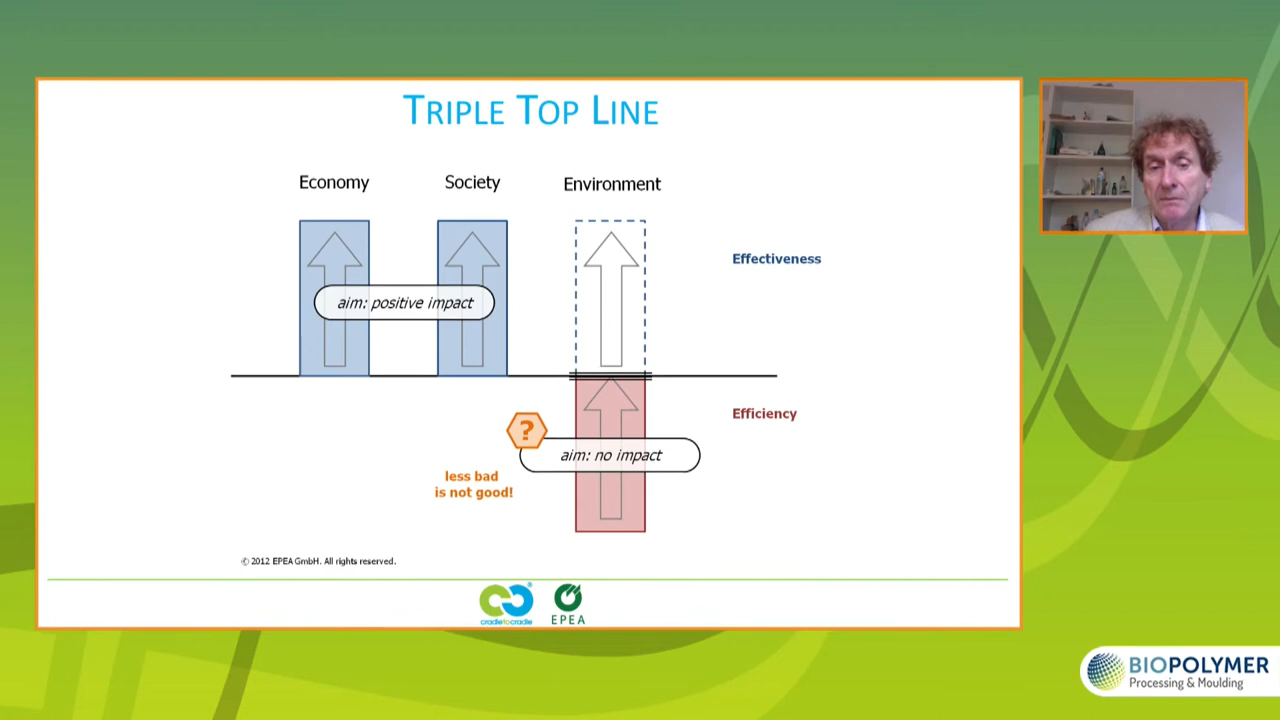 TRIPLE TOP LINE
Economy
Society
Environment
Effectiveness
aim: positive impact
Efficiency
?
aim: no impact
less bad
is not good!
© 2012 EPEA GmbH. All rights reserved.
®
cradletocradle
EPEA
BIOPOLYMER
Processing & Moulding